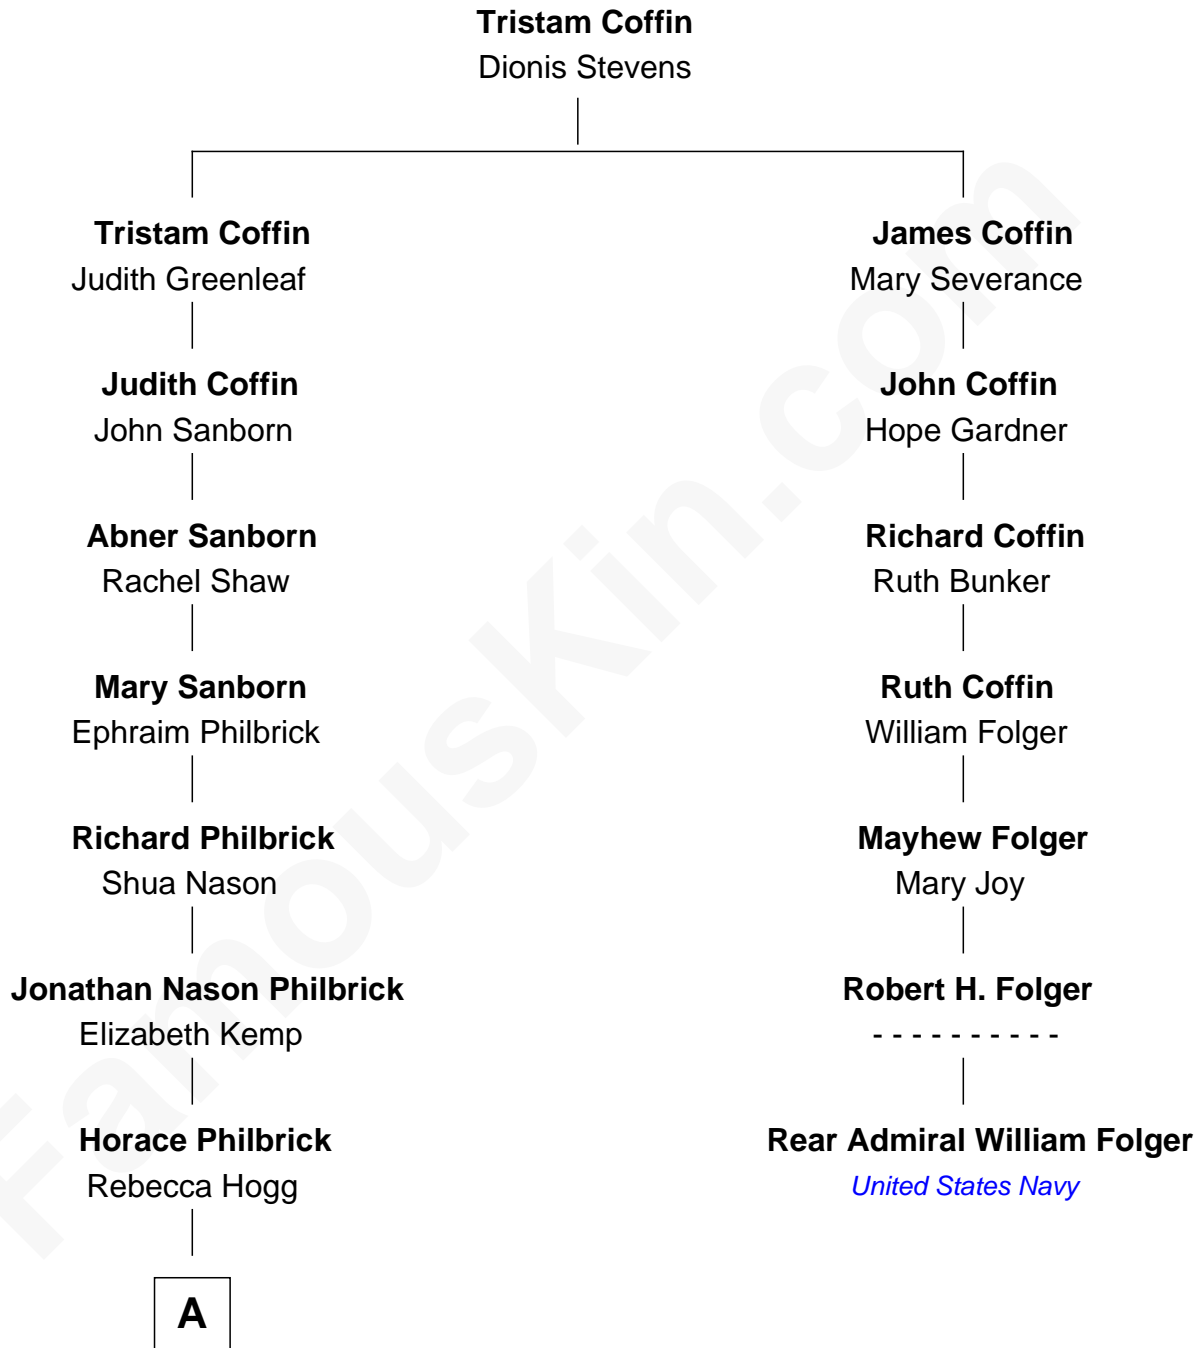 Tristam Coffin
Dionis Stevens
Tristam Coffin
Judith Greenleaf
James Coffin
Mary Severance
Judith Coffin
John Sanborn
John Coffin
Hope Gardner
Abner Sanborn
Rachel Shaw
Richard Coffin
Ruth Bunker
Mary Sanborn
Ephraim Philbrick
Ruth Coffin
William Folger
Richard Philbrick
Shua Nason
Mayhew Folger
Mary Joy
Jonathan Nason Philbrick
Elizabeth Kemp
Robert H. Folger
- - - - - - - - - -
Horace Philbrick
Rebecca Hogg
Rear Admiral William Folger
United States Navy
A
FamousKin.com